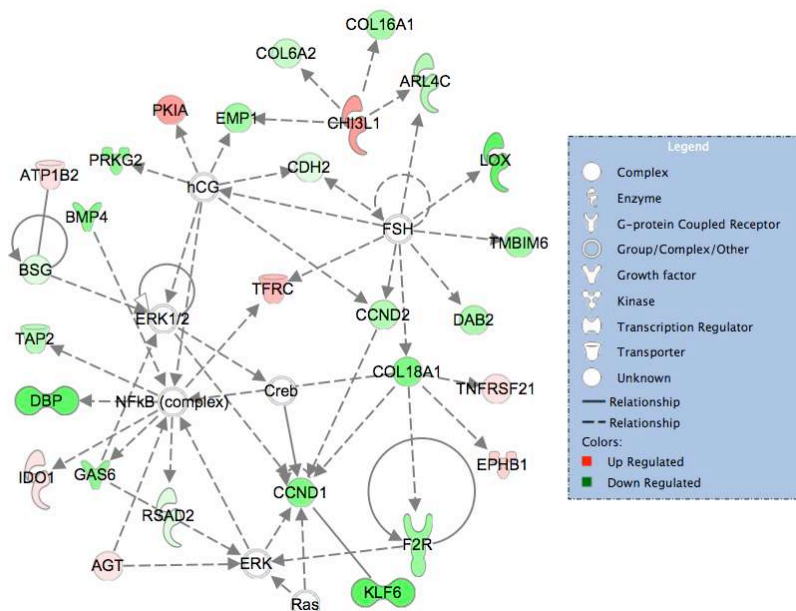 COL16A1
COL6A2
ARL4C
PKIA
EMP1
CHI3L1
PRKG2
LOX
ATP1B2
hCG
CDH2
BMP4
FSH
TMBIM6
BSG
TFRC
ERK1/2
CCND2
DAB2
TAP2
COL18A1
TNFRSF21
DBP
NFkB (complex)
Creb
IDO1
GAS6
EPHB1
RSAD2
CCND1
F2R
AGT
ERK
KLF6
Ras
Legend
Complex
Enzyme
G-protein Coupled Receptor
Group/Complex/Other
Growth factor
Kinase
Transcription Regulator
Transporter
Unknown
Relationship
Relationship
Colors:
Up Regulated
Down Regulated